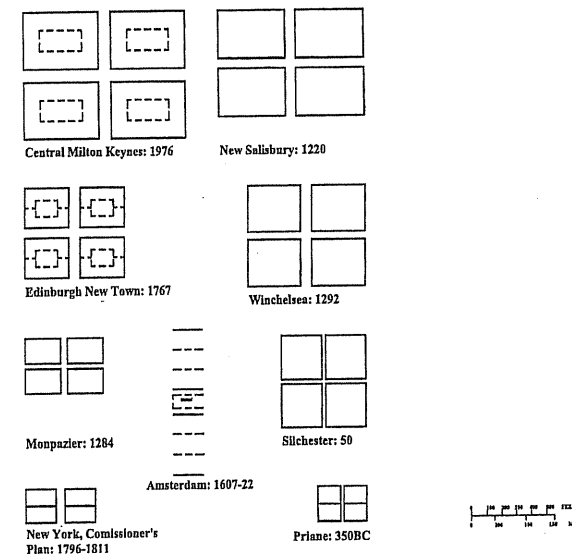 Central Milton Keynes: 1976
New Salisbury: 1220
Edinburgh New Town: 1767
Winchelsea: 1292
Monpazier: 1284
Silchester: 50
Amsterdam: 1607-22
New York, Comissioner's
Plan: 1796-1811
Priane: 350BC